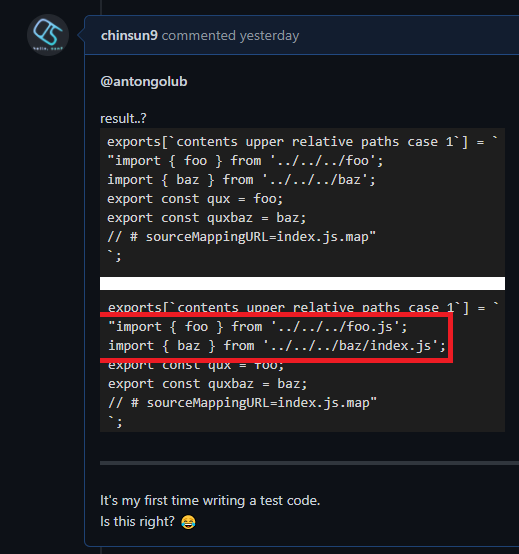 chinsun9 commented yesterday
@antongolub
result..?
exports[`contents upper relative paths case 1`] = `
"import { foo } from '../../../foo';
import { baz } from '../../../baz';
export const qux = foo;
export const quxbaz = baz;
// # sourceMappingURL=index.js.map"
`;
exports[`contents upper relative paths case 1`] = `
"import { foo } from '../../../foo.js';
import { baz } from '../../../baz/index.js';
export const qux = foo;
export const quxbaz = baz;
// # sourceMappingURL=index.js.map"
`;
It's my first time writing a test code.
Is this right? 😂